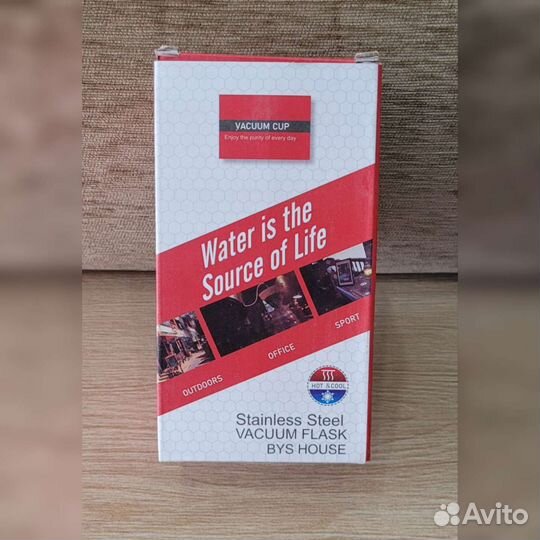 VACUUM CUP
Enjoy the purity of every day
Water is the
Source of Life
OUTDOORS
OFFICE
SPORT
HOT & COOL
Stainless Steel
VACUUM FLASK
BYS HOUSE
Avito